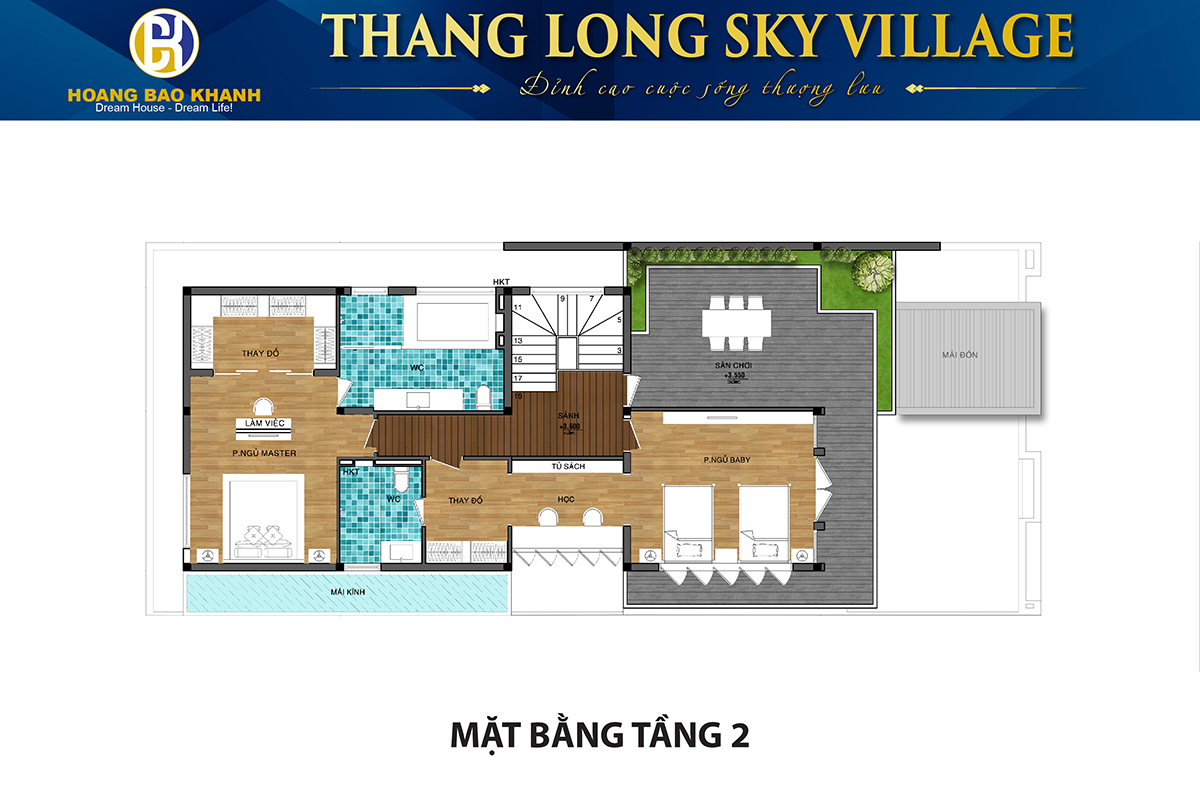 THANG LONG SKY VILLAGE
Đỉnh cao cuộc sống thượng lưu
HOANG BAO KHANH
Dream House - Dream Life!
HKT
11
9
7
5
13
3
15
17
19
THAY ĐỒ
WC
SÂN CHƠI
+3.550
MÁI ĐÓN
LÀM VIỆC
SẢNH
+3.600
P.NGỦ MASTER
P.NGỦ BABY
HKT
TỦ SÁCH
WC
THAY ĐỒ
HỌC
MÁI KÍNH
MẶT BẰNG TẦNG 2